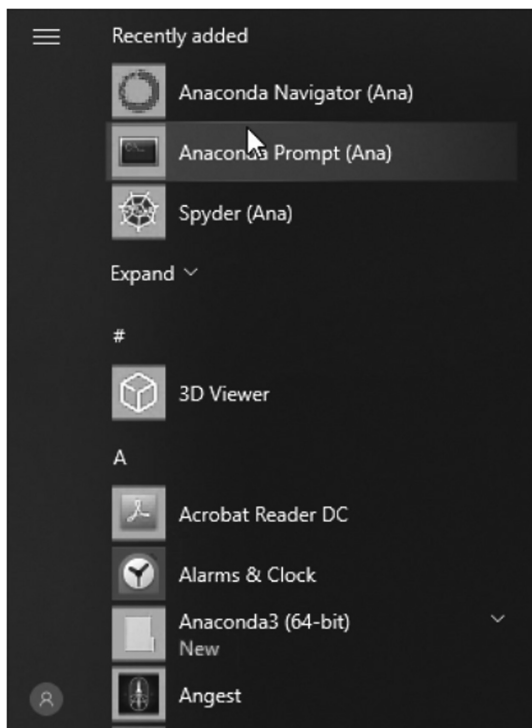 Recently added
Anaconda Navigator (Ana)
Anaconda Prompt (Ana)
Spyder (Ana)
Expand
#
3D Viewer
A
Acrobat Reader DC
Alarms & Clock
Anaconda3 (64-bit)
New
Angest